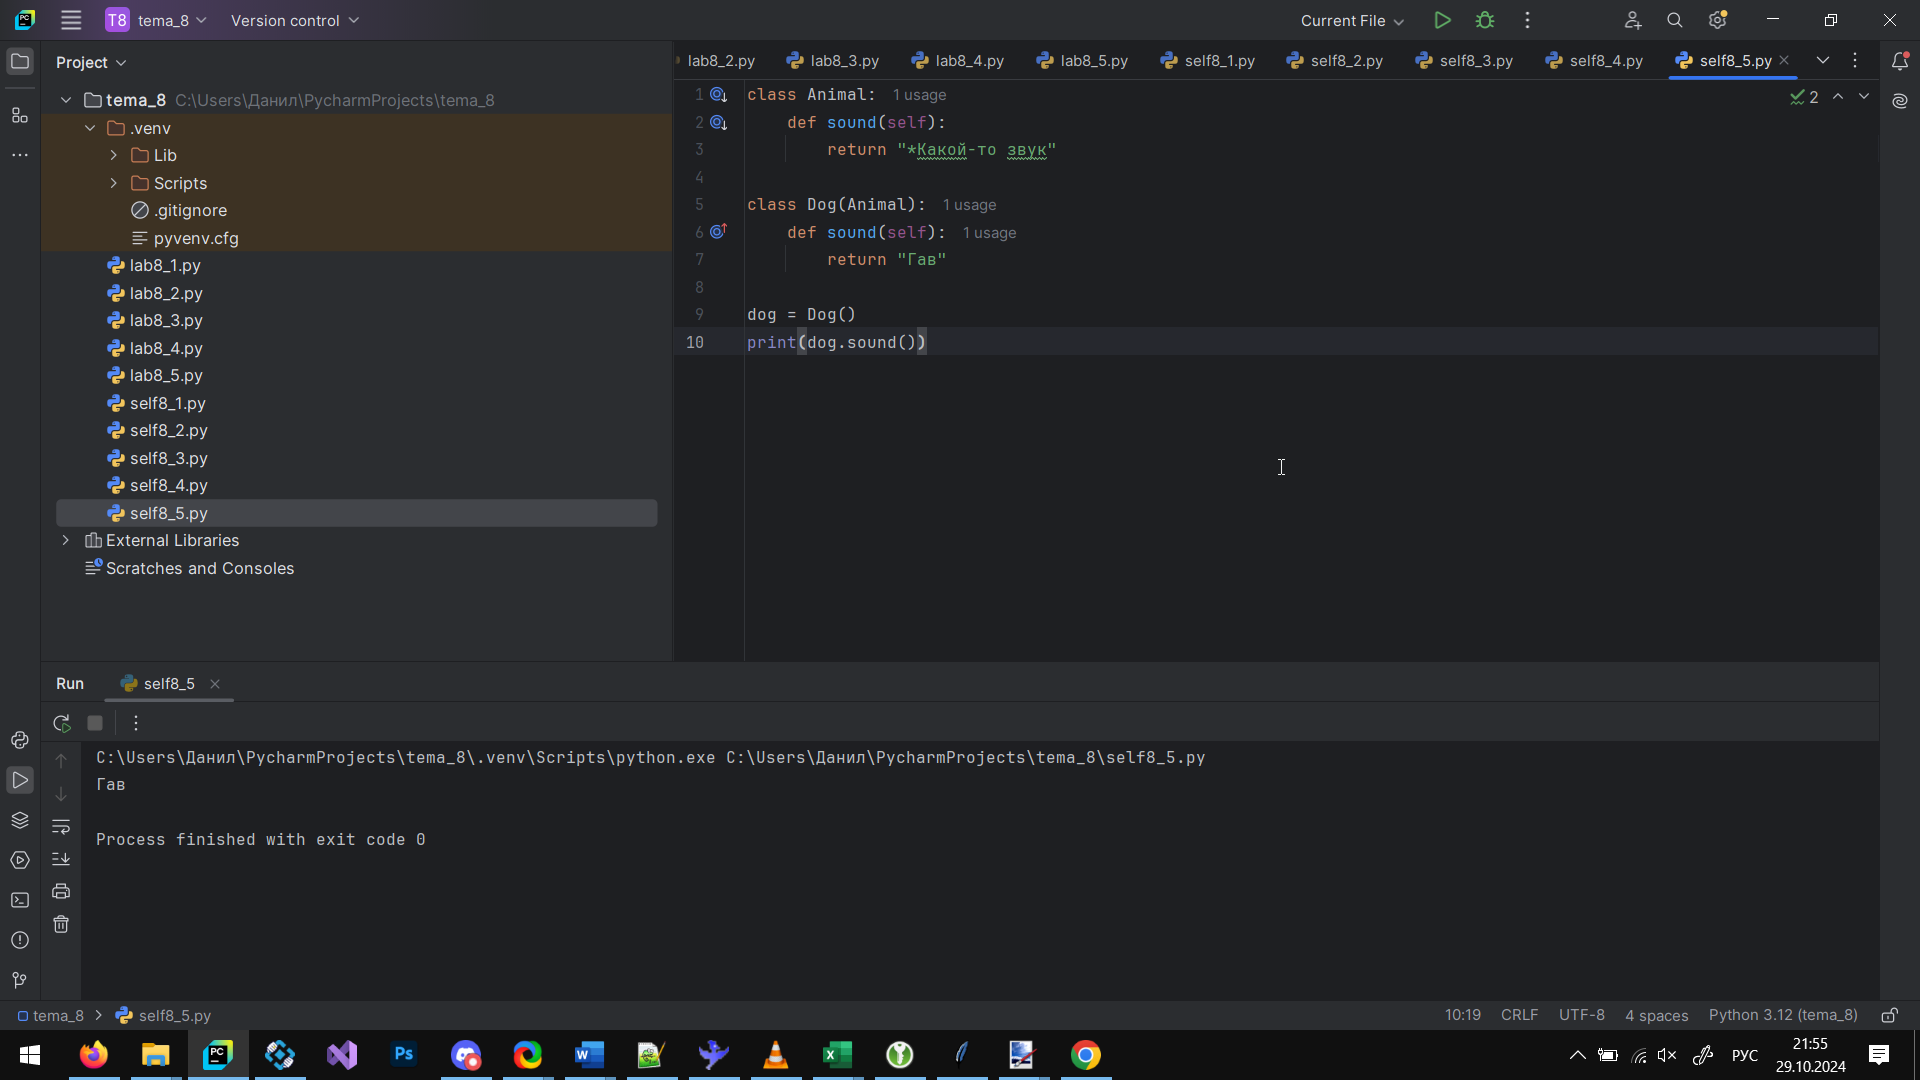 T8 tema_8 Version control Current File
Project
lab8_2.py lab8_3.py lab8_4.py lab8_5.py self8_1.py self8_2.py self8_3.py self8_4.py self8_5.py
tema_8 C:\Users\Данил\PycharmProjects\tema_8
.venv
Lib
Scripts
.gitignore
pyvenv.cfg
lab8_1.py
lab8_2.py
lab8_3.py
lab8_4.py
lab8_5.py
self8_1.py
self8_2.py
self8_3.py
self8_4.py
self8_5.py
External Libraries
Scratches and Consoles
1 class Animal: 1 usage
2 def sound(self):
3 return "*Какой-то звук"
4
5 class Dog(Animal): 1 usage
6 def sound(self): 1 usage
7 return "Гав"
8
9 dog = Dog()
10 print(dog.sound())
2
Run self8_5
C:\Users\Данил\PycharmProjects\tema_8\.venv\Scripts\python.exe C:\Users\Данил\PycharmProjects\tema_8\self8_5.py
Гав
Process finished with exit code 0
tema_8 self8_5.py 10:19 CRLF UTF-8 4 spaces Python 3.12 (tema_8)
PC Ps РУС 21:55
29.10.2024